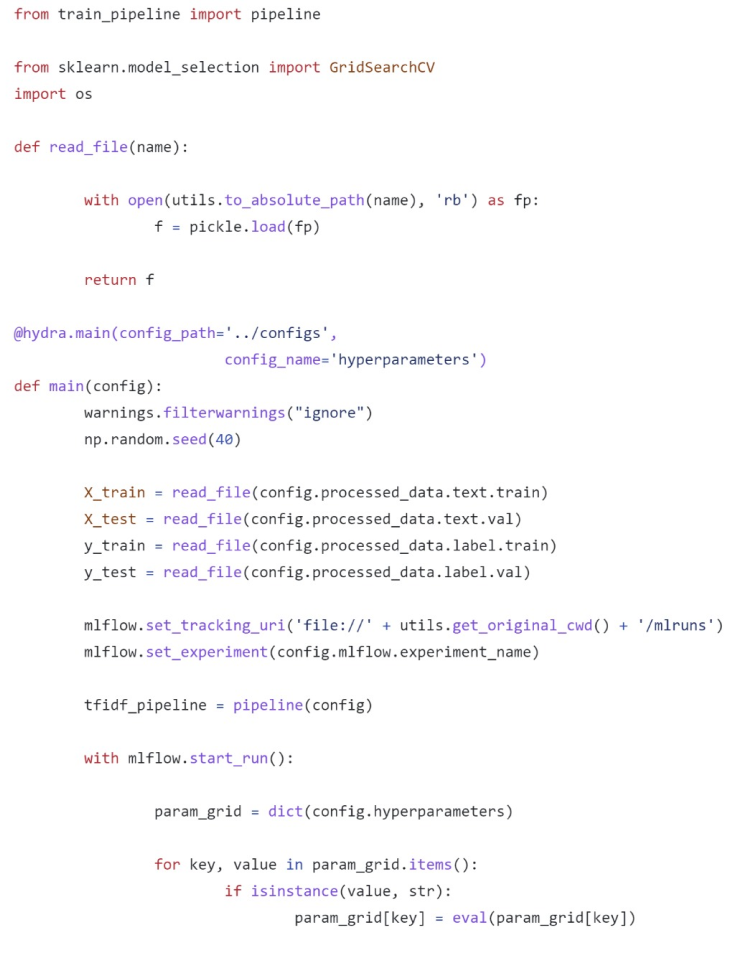 from train_pipeline import pipeline
from sklearn.model_selection import GridSearchCV
import os
def read_file(name):
with open(utils.to_absolute_path(name), 'rb') as fp:
f = pickle.load(fp)
return f
@hydra.main(config_path='../configs',
config_name='hyperparameters')
def main(config):
warnings.filterwarnings("ignore")
np.random.seed(40)
X_train = read_file(config.processed_data.text.train)
X_test = read_file(config.processed_data.text.val)
y_train = read_file(config.processed_data.label.train)
y_test = read_file(config.processed_data.label.val)
mlflow.set_tracking_uri('file://' + utils.get_original_cwd() + '/mlruns')
mlflow.set_experiment(config.mlflow.experiment_name)
tfidf_pipeline = pipeline(config)
with mlflow.start_run():
param_grid = dict(config.hyperparameters)
for key, value in param_grid.items():
if isinstance(value, str):
param_grid[key] = eval(param_grid[key])